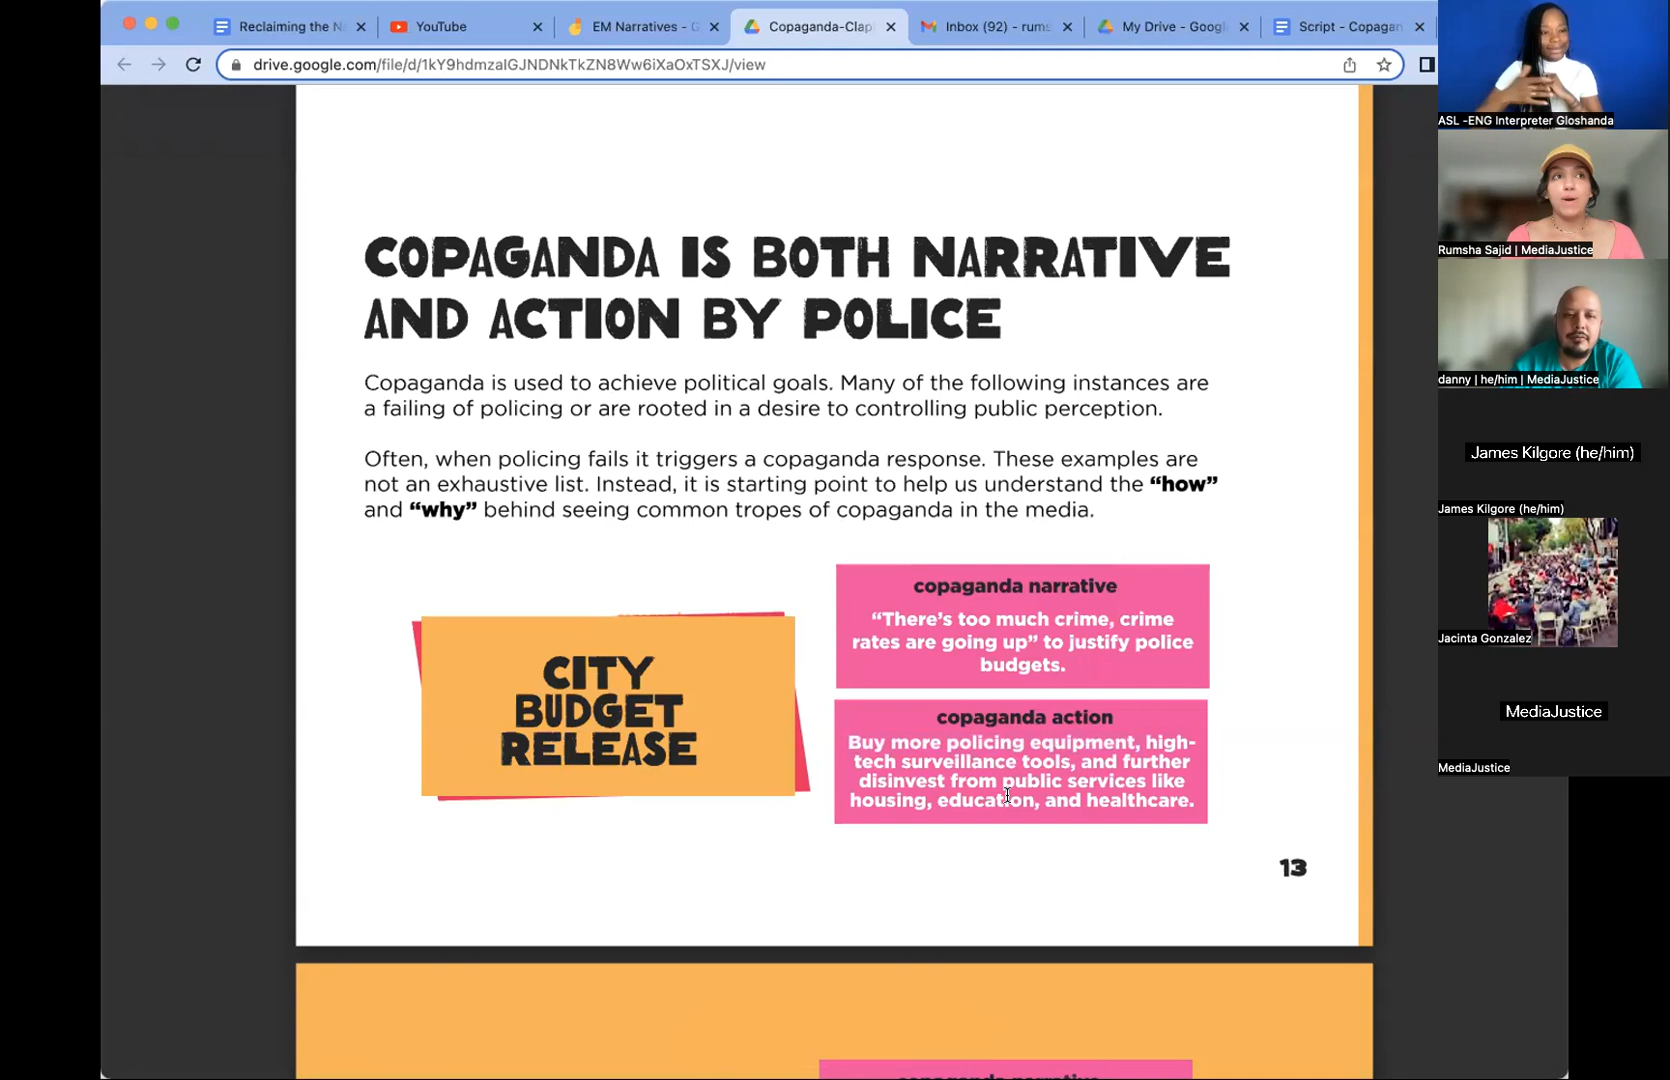 Reclaiming the Na
YouTube
EM Narratives - G
Copaganda-Clap
Inbox (92) - rums
My Drive - Googl
Script - Copagan
drive.google.com/file/d/1kY9hdmzaIGJNDNkTkZN8Ww6iXaOxTSXJ/view
COPAGANDA IS BOTH NARRATIVE
AND ACTION BY POLICE
Copaganda is used to achieve political goals. Many of the following instances are
a failing of policing or are rooted in a desire to controlling public perception.
Often, when policing fails it triggers a copaganda response. These examples are
not an exhaustive list. Instead, it is starting point to help us understand the “how”
and “why” behind seeing common tropes of copaganda in the media.
CITY
BUDGET
RELEASE
copaganda narrative
“There’s too much crime, crime
rates are going up” to justify police
budgets.
copaganda action
Buy more policing equipment, high-
tech surveillance tools, and further
disinvest from public services like
housing, education, and healthcare.
13
copaganda narrative
ASL -ENG Interpreter Gloshanda
Rumsha Sajid | MediaJustice
danny | he/him | MediaJustice
James Kilgore (he/him)
James Kilgore (he/him)
Jacinta Gonzalez
MediaJustice
MediaJustice